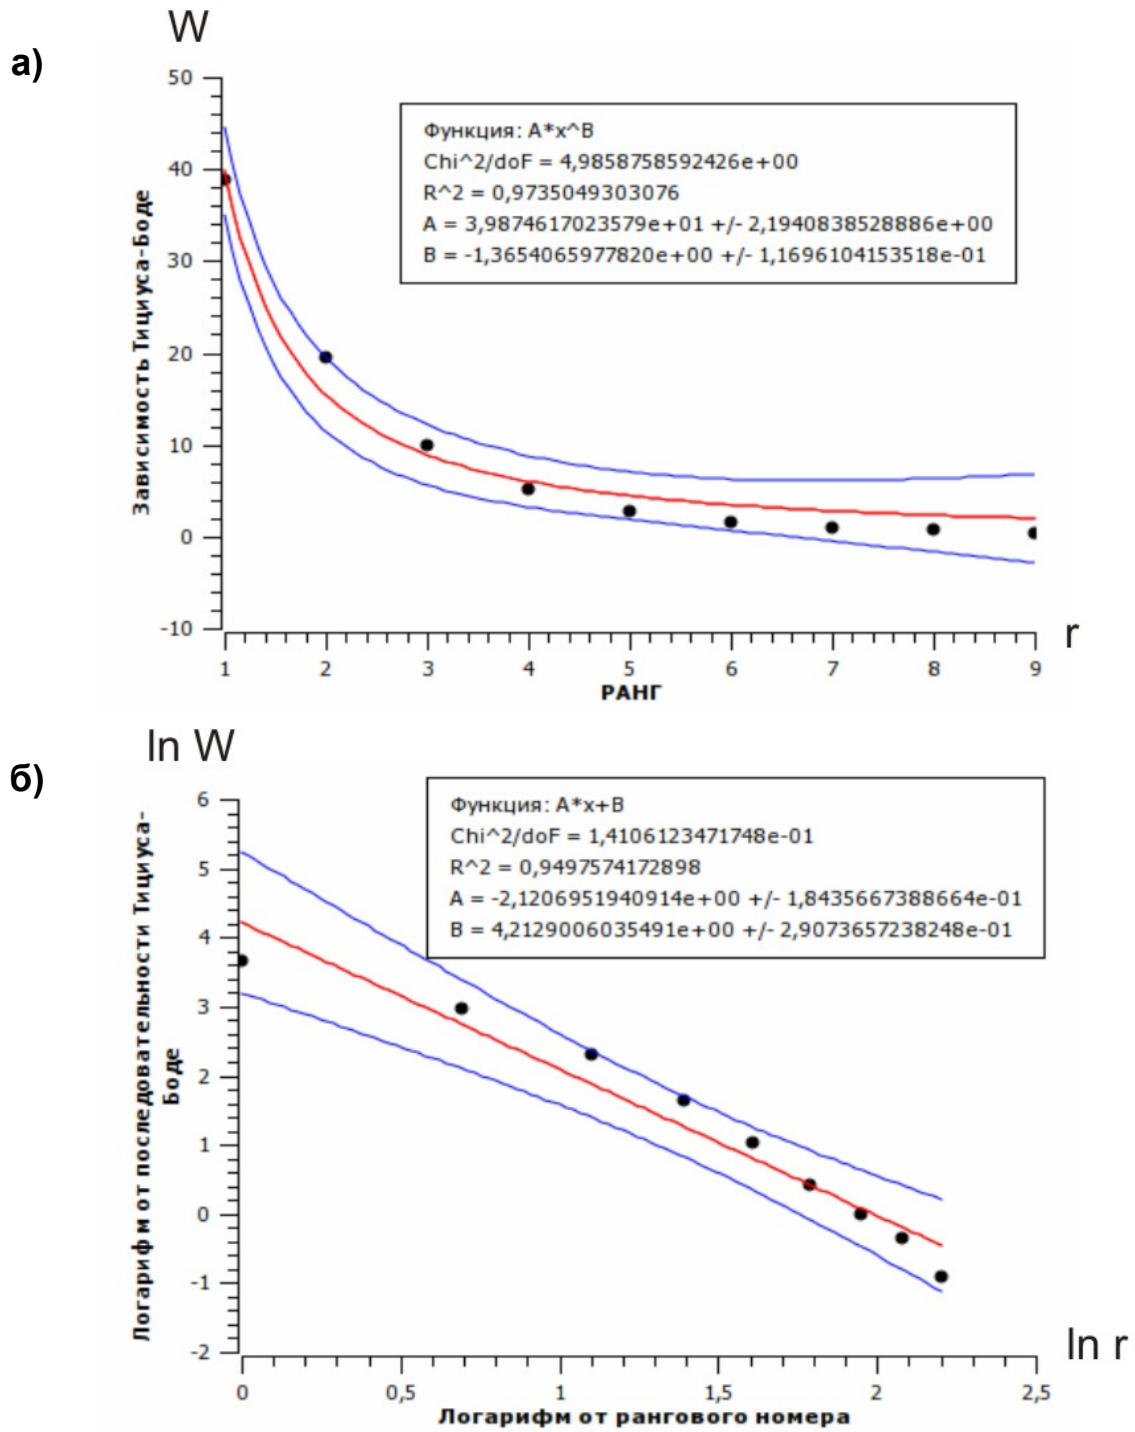 а)
W
50
40
30
20
10
0
-10
Зависимость Тициуса-Боде
Функция: A*x^B
Chi^2/doF = 4,9858758592426e+00
R^2 = 0,9735049303076
A = 3,9874617023579e+01 +/- 2,1940838528886e+00
B = -1,3654065977820e+00 +/- 1,1696104153518e-01
1 2 3 4 5 6 7 8 9
r
РАНГ
б)
ln W
6
5
4
3
2
1
0
-1
-2
Логарифм от последовательности Тициуса-
Боде
Функция: A*x+B
Chi^2/doF = 1,4106123471748e-01
R^2 = 0,9497574172898
A = -2,1206951940914e+00 +/- 1,8435667388664e-01
B = 4,2129006035491e+00 +/- 2,9073657238248e-01
0 0,5 1 1,5 2 2,5
ln r
Логарифм от рангового номера